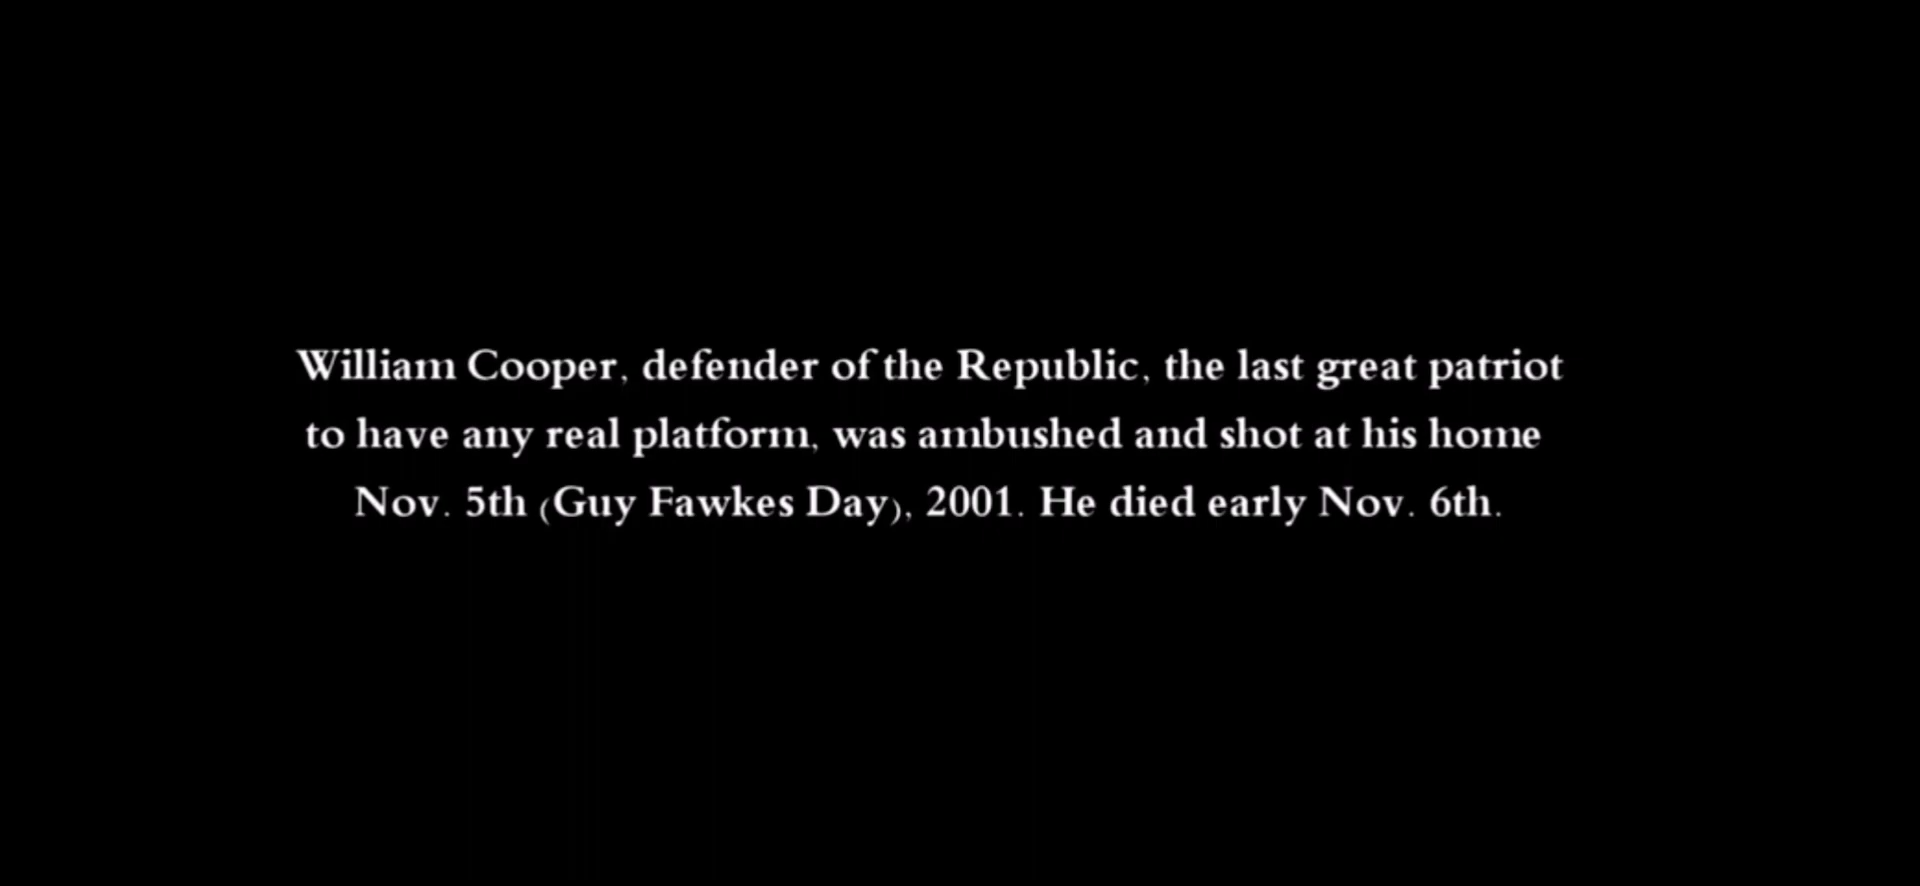 William Cooper, defender of the Republic, the last great patriot
to have any real platform, was ambushed and shot at his home
Nov. 5th (Guy Fawkes Day), 2001. He died early Nov. 6th.